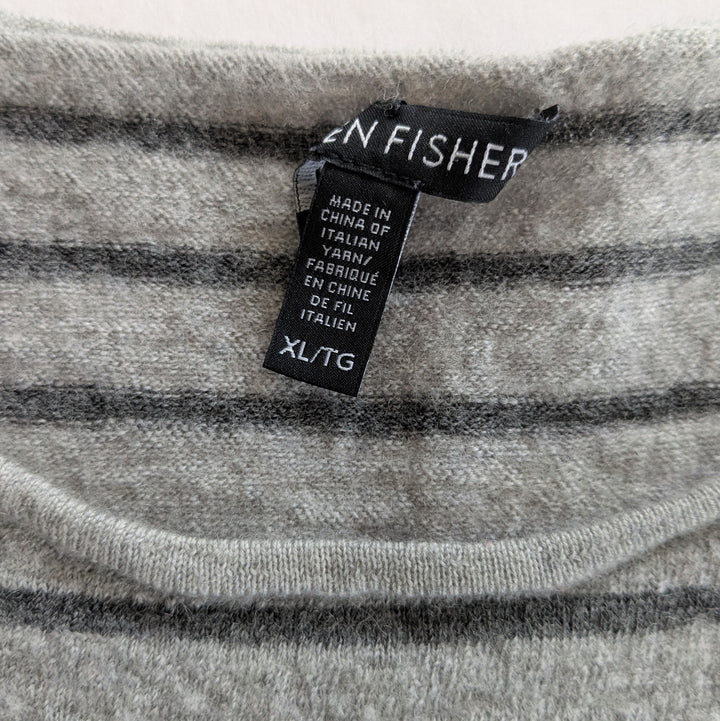 EN FISHER
MADE IN
CHINA OF
ITALIAN
YARN/
FABRIQUÉ
EN CHINE
DE FIL
ITALIEN
XL/TG